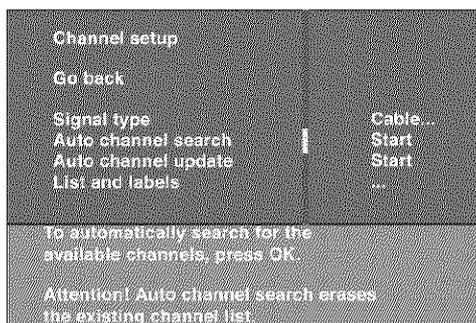 Channel setup
Go back
Signal type Cable...
Auto channel search Start
Auto channel update Start
List and labels ...
To automatically search for the
available channels, press OK.
Attention! Auto channel search erases
the existing channel list.